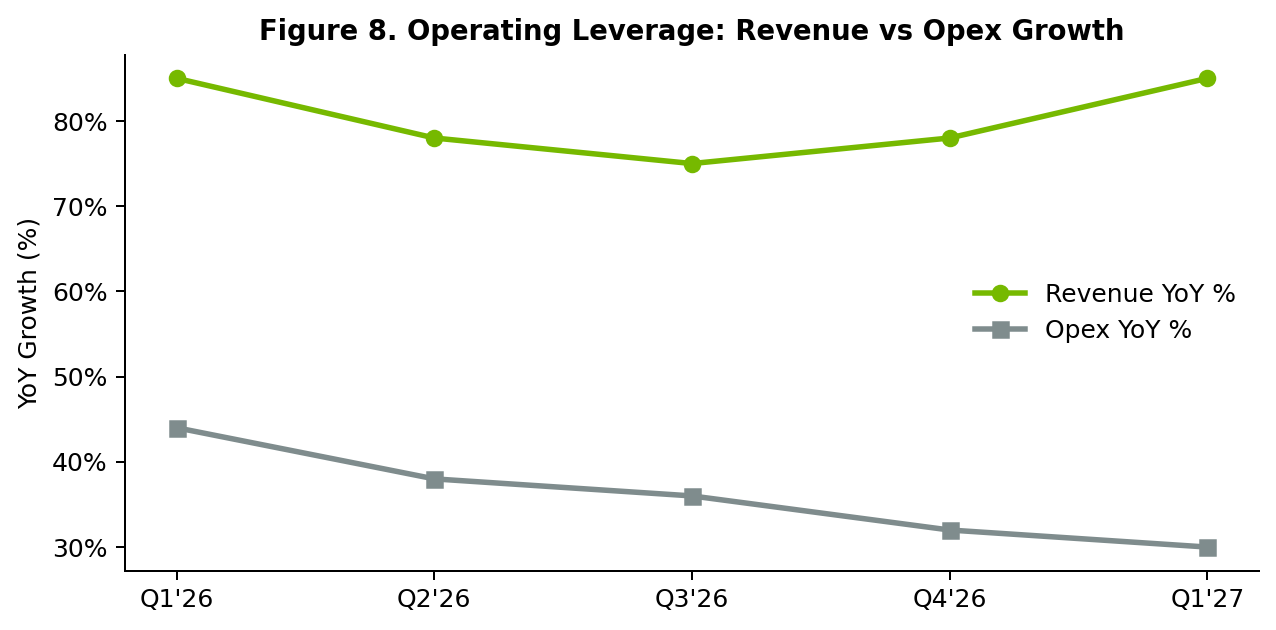 Figure 8. Operating Leverage: Revenue vs Opex Growth
YoY Growth (%)
80%
70%
60%
50%
40%
30%
Revenue YoY %
Opex YoY %
Q1'26
Q2'26
Q3'26
Q4'26
Q1'27